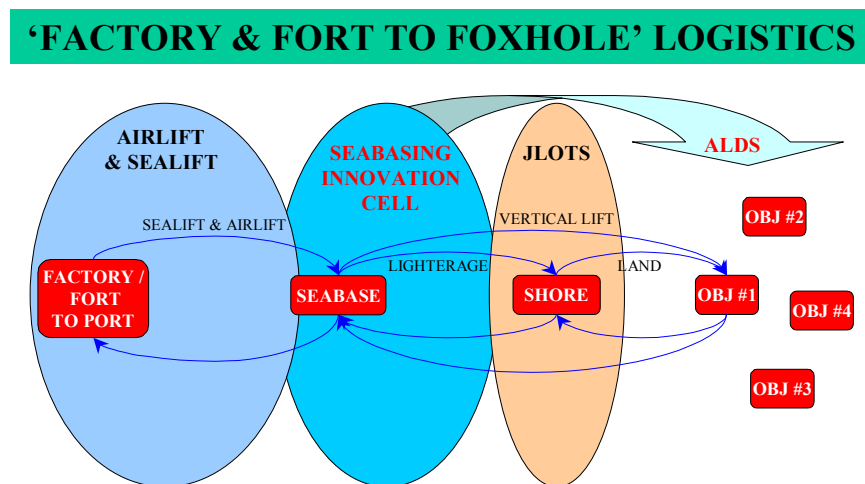 ‘FACTORY & FORT TO FOXHOLE’ LOGISTICS
AIRLIFT
& SEALIFT
SEABASING
INNOVATION
CELL
JLOTS
ALDS
OBJ #2
SEALIFT & AIRLIFT
VERTICAL LIFT
LIGHTERAGE
LAND
FACTORY /
FORT
TO PORT
SEABASE
SHORE
OBJ #1
OBJ #4
OBJ #3